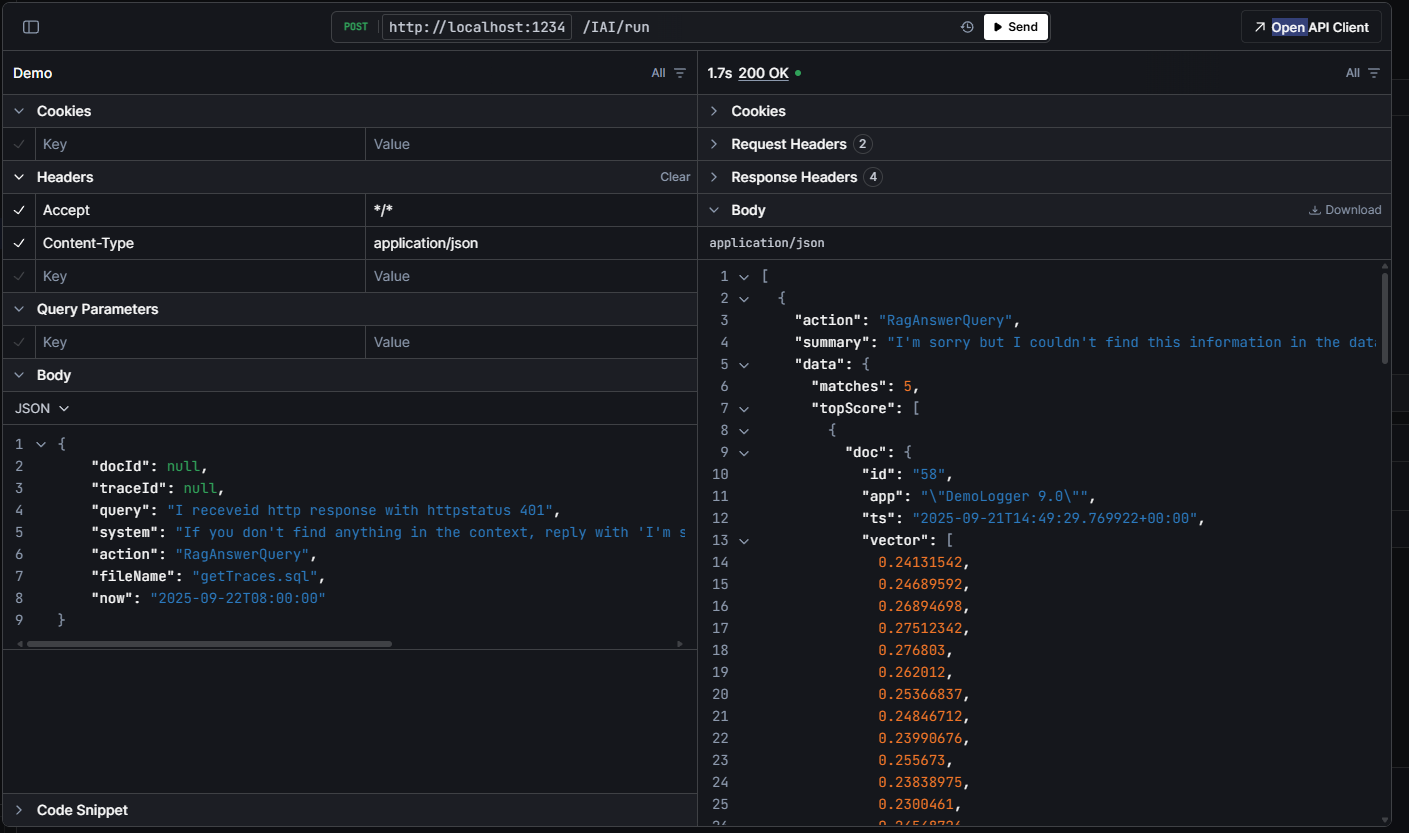 POST http://localhost:1234 /IAI/run Send Open API Client
Demo All
Cookies
Key Value
Headers Clear
Accept */*
Content-Type application/json
Key Value
Query Parameters
Key Value
Body
JSON
1 {
2 "docId": null,
3 "traceId": null,
4 "query": "I receveid http response with httpstatus 401",
5 "system": "If you don't find anything in the context, reply with 'I'm s
6 "action": "RagAnswerQuery",
7 "fileName": "getTraces.sql",
8 "now": "2025-09-22T08:00:00"
9 }
Code Snippet
1.7s 200 OK All
Cookies
Request Headers 2
Response Headers 4
Body Download
application/json
1 [
2 {
3 "action": "RagAnswerQuery",
4 "summary": "I'm sorry but I couldn't find this information in the data
5 "data": {
6 "matches": 5,
7 "topScore": [
8 {
9 "doc": {
10 "id": "58",
11 "app": "\"DemoLogger 9.0\"",
12 "ts": "2025-09-21T14:49:29.769922+00:00",
13 "vector": [
14 0.24131542,
15 0.24689592,
16 0.26894698,
17 0.27512342,
18 0.276803,
19 0.262012,
20 0.25366837,
21 0.24846712,
22 0.23990676,
23 0.255673,
24 0.23838975,
25 0.2300461,